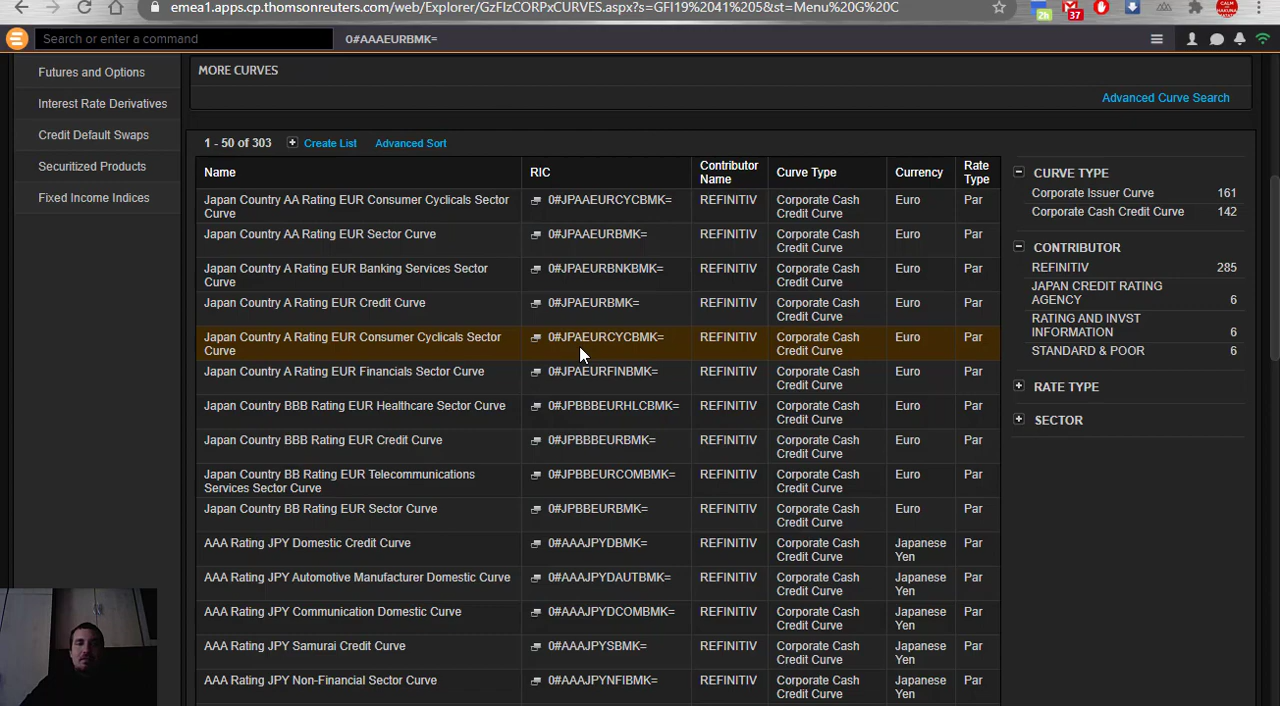 emea1.apps.cp.thomsonreuters.com/web/Explorer/GzFIzCORPxCURVES.aspx?s=GFI19%2041%205&st=Menu%20G%20C
2h
37
Search or enter a command
0#AAAEURBMK=
Futures and Options
Interest Rate Derivatives
Credit Default Swaps
Securitized Products
Fixed Income Indices
MORE CURVES
Advanced Curve Search
1 - 50 of 303 Create List Advanced Sort
Name RIC Contributor Name Curve Type Currency Rate Type
Japan Country AA Rating EUR Consumer Cyclicals Sector Curve 0#JPAAEURCYCBMK= REFINITIV Corporate Cash Credit Curve Euro Par
Japan Country AA Rating EUR Sector Curve 0#JPAAEURBMK= REFINITIV Corporate Cash Credit Curve Euro Par
Japan Country A Rating EUR Banking Services Sector Curve 0#JPAEURBNKBMK= REFINITIV Corporate Cash Credit Curve Euro Par
Japan Country A Rating EUR Credit Curve 0#JPAEURBMK= REFINITIV Corporate Cash Credit Curve Euro Par
Japan Country A Rating EUR Consumer Cyclicals Sector Curve 0#JPAEURCYCBMK= REFINITIV Corporate Cash Credit Curve Euro Par
Japan Country A Rating EUR Financials Sector Curve 0#JPAEURFINBMK= REFINITIV Corporate Cash Credit Curve Euro Par
Japan Country BBB Rating EUR Healthcare Sector Curve 0#JPBBBEURHLCBMK= REFINITIV Corporate Cash Credit Curve Euro Par
Japan Country BBB Rating EUR Credit Curve 0#JPBBBEURBMK= REFINITIV Corporate Cash Credit Curve Euro Par
Japan Country BB Rating EUR Telecommunications Services Sector Curve 0#JPBBEURCOMBMK= REFINITIV Corporate Cash Credit Curve Euro Par
Japan Country BB Rating EUR Sector Curve 0#JPBBEURBMK= REFINITIV Corporate Cash Credit Curve Euro Par
AAA Rating JPY Domestic Credit Curve 0#AAAJPYDBMK= REFINITIV Corporate Cash Credit Curve Japanese Yen Par
AAA Rating JPY Automotive Manufacturer Domestic Curve 0#AAAJPYDAUTBMK= REFINITIV Corporate Cash Credit Curve Japanese Yen Par
AAA Rating JPY Communication Domestic Curve 0#AAAJPYDCOMBMK= REFINITIV Corporate Cash Credit Curve Japanese Yen Par
AAA Rating JPY Samurai Credit Curve 0#AAAJPYSBMK= REFINITIV Corporate Cash Credit Curve Japanese Yen Par
AAA Rating JPY Non-Financial Sector Curve 0#AAAJPYNFIBMK= REFINITIV Corporate Cash Credit Curve Japanese Yen Par
CURVE TYPE
Corporate Issuer Curve 161
Corporate Cash Credit Curve 142
CONTRIBUTOR
REFINITIV 285
JAPAN CREDIT RATING
AGENCY 6
RATING AND INVST
INFORMATION 6
STANDARD & POOR 6
RATE TYPE
SECTOR